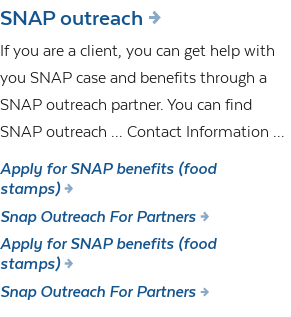 SNAP outreach
If you are a client, you can get help with
you SNAP case and benefits through a
SNAP outreach partner. You can find
SNAP outreach ... Contact Information ...
Apply for SNAP benefits (food
stamps)
Snap Outreach For Partners
Apply for SNAP benefits (food
stamps)
Snap Outreach For Partners